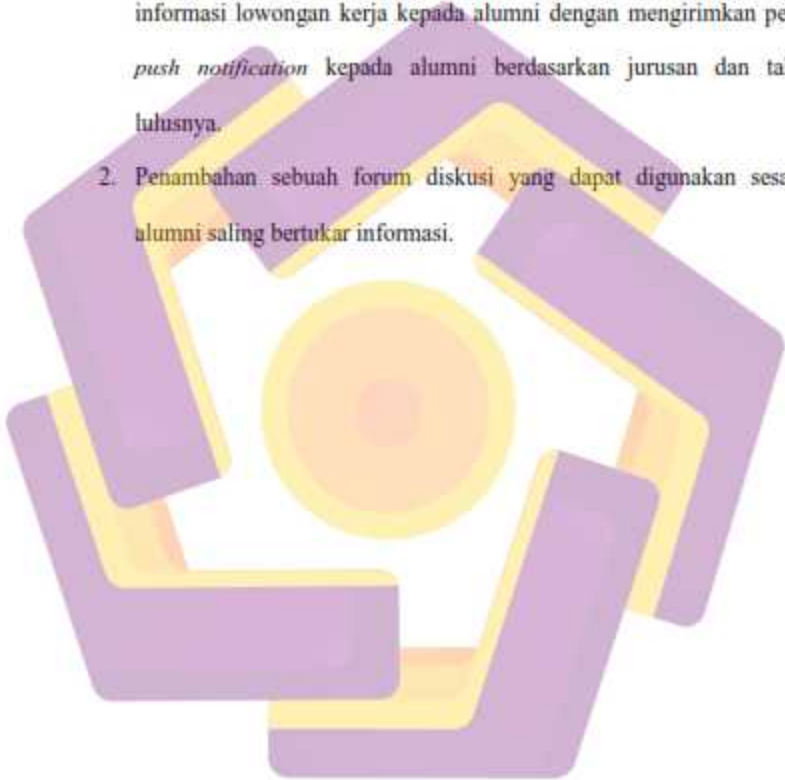 informasi lowongan kerja kepada alumni dengan mengirimkan pe
push notification kepada alumni berdasarkan jurusan dan ta
lulusnya.
2. Penambahan sebuah forum diskusi yang dapat digunakan sesa
alumni saling bertukar informasi.